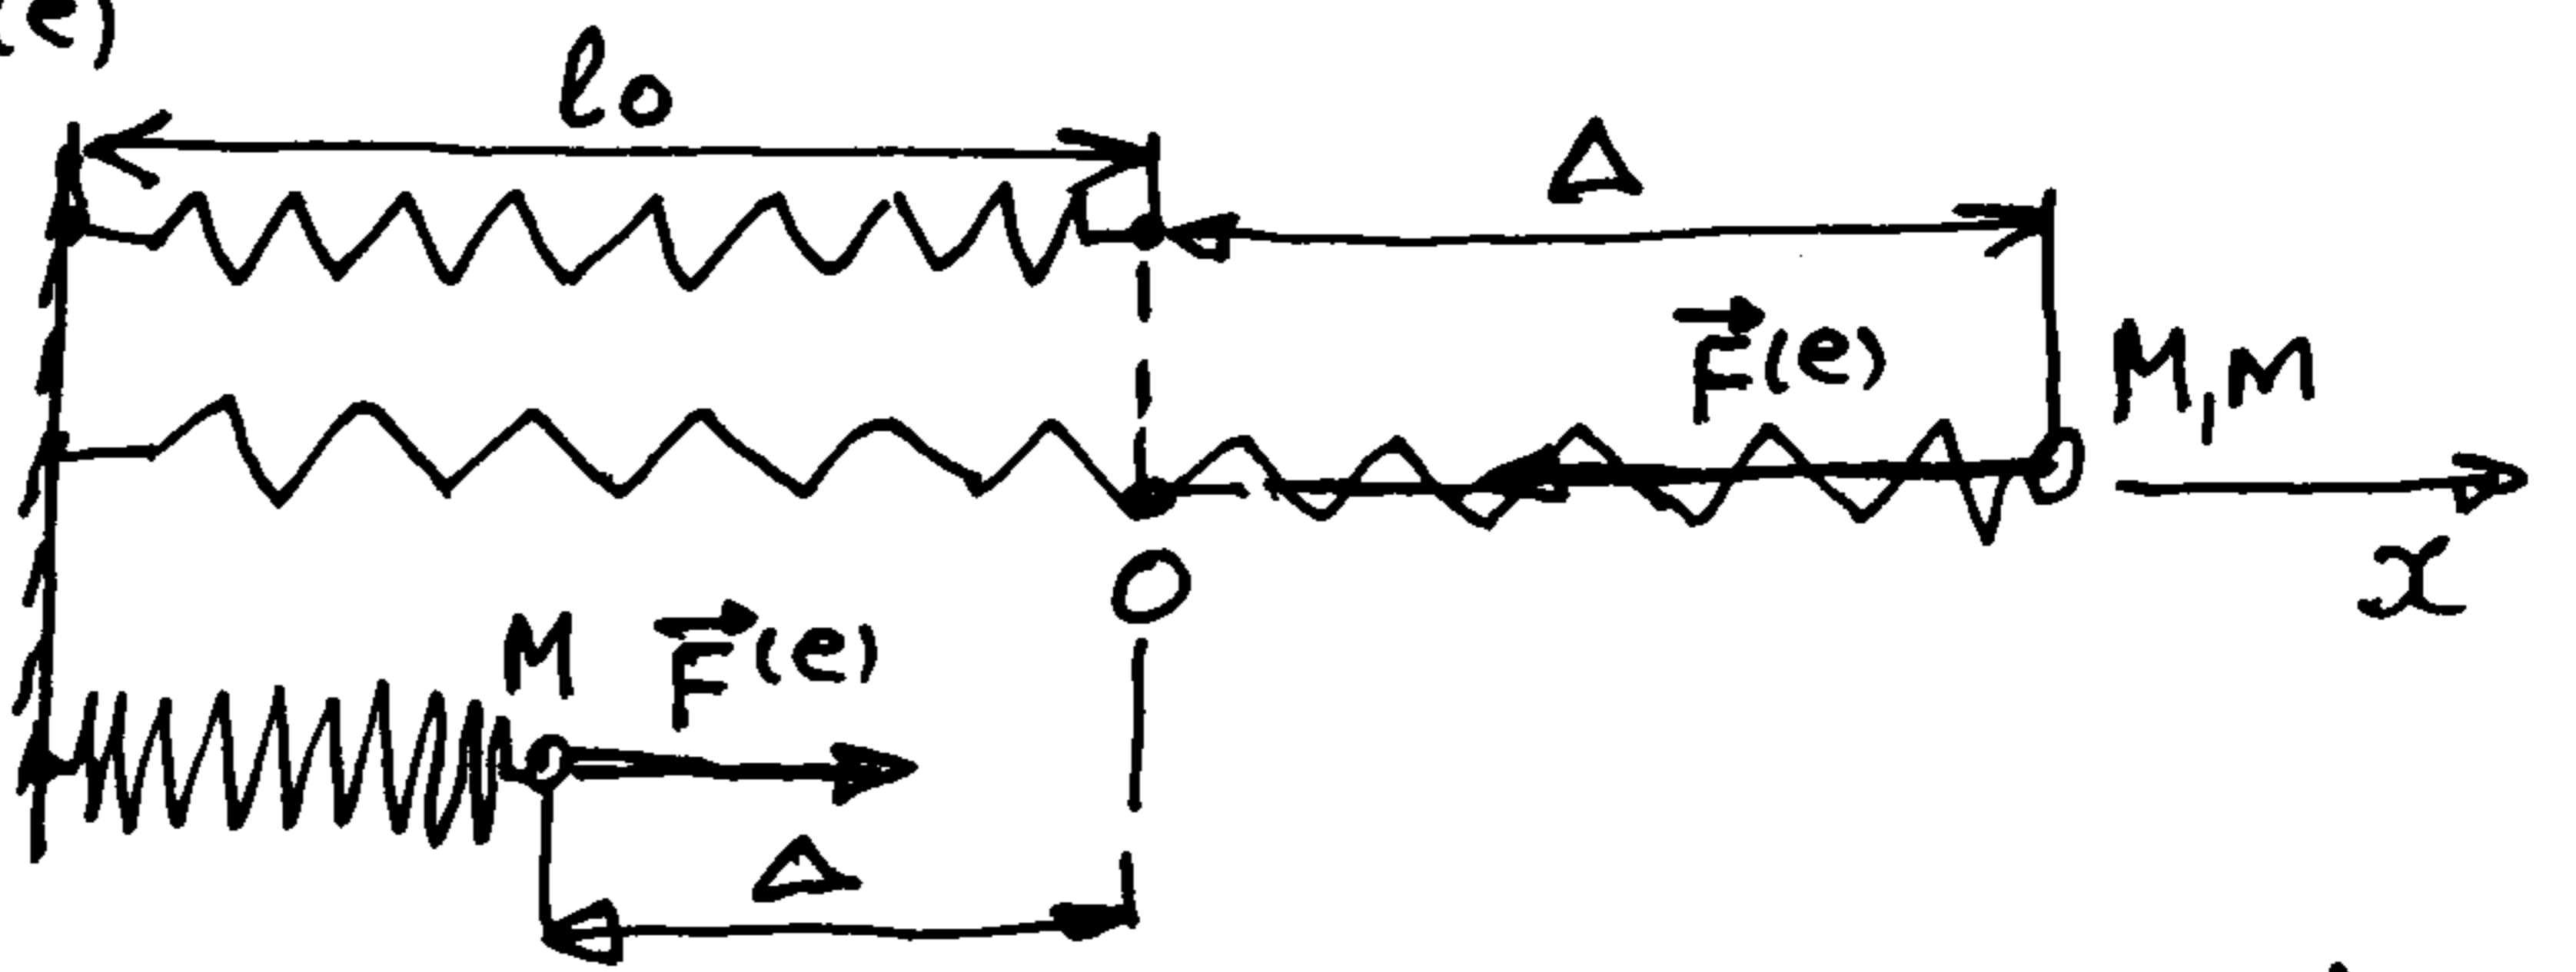 (e)
l₀
Δ
F⃗(e)
M, m
x
O
M F⃗(e)
Δ